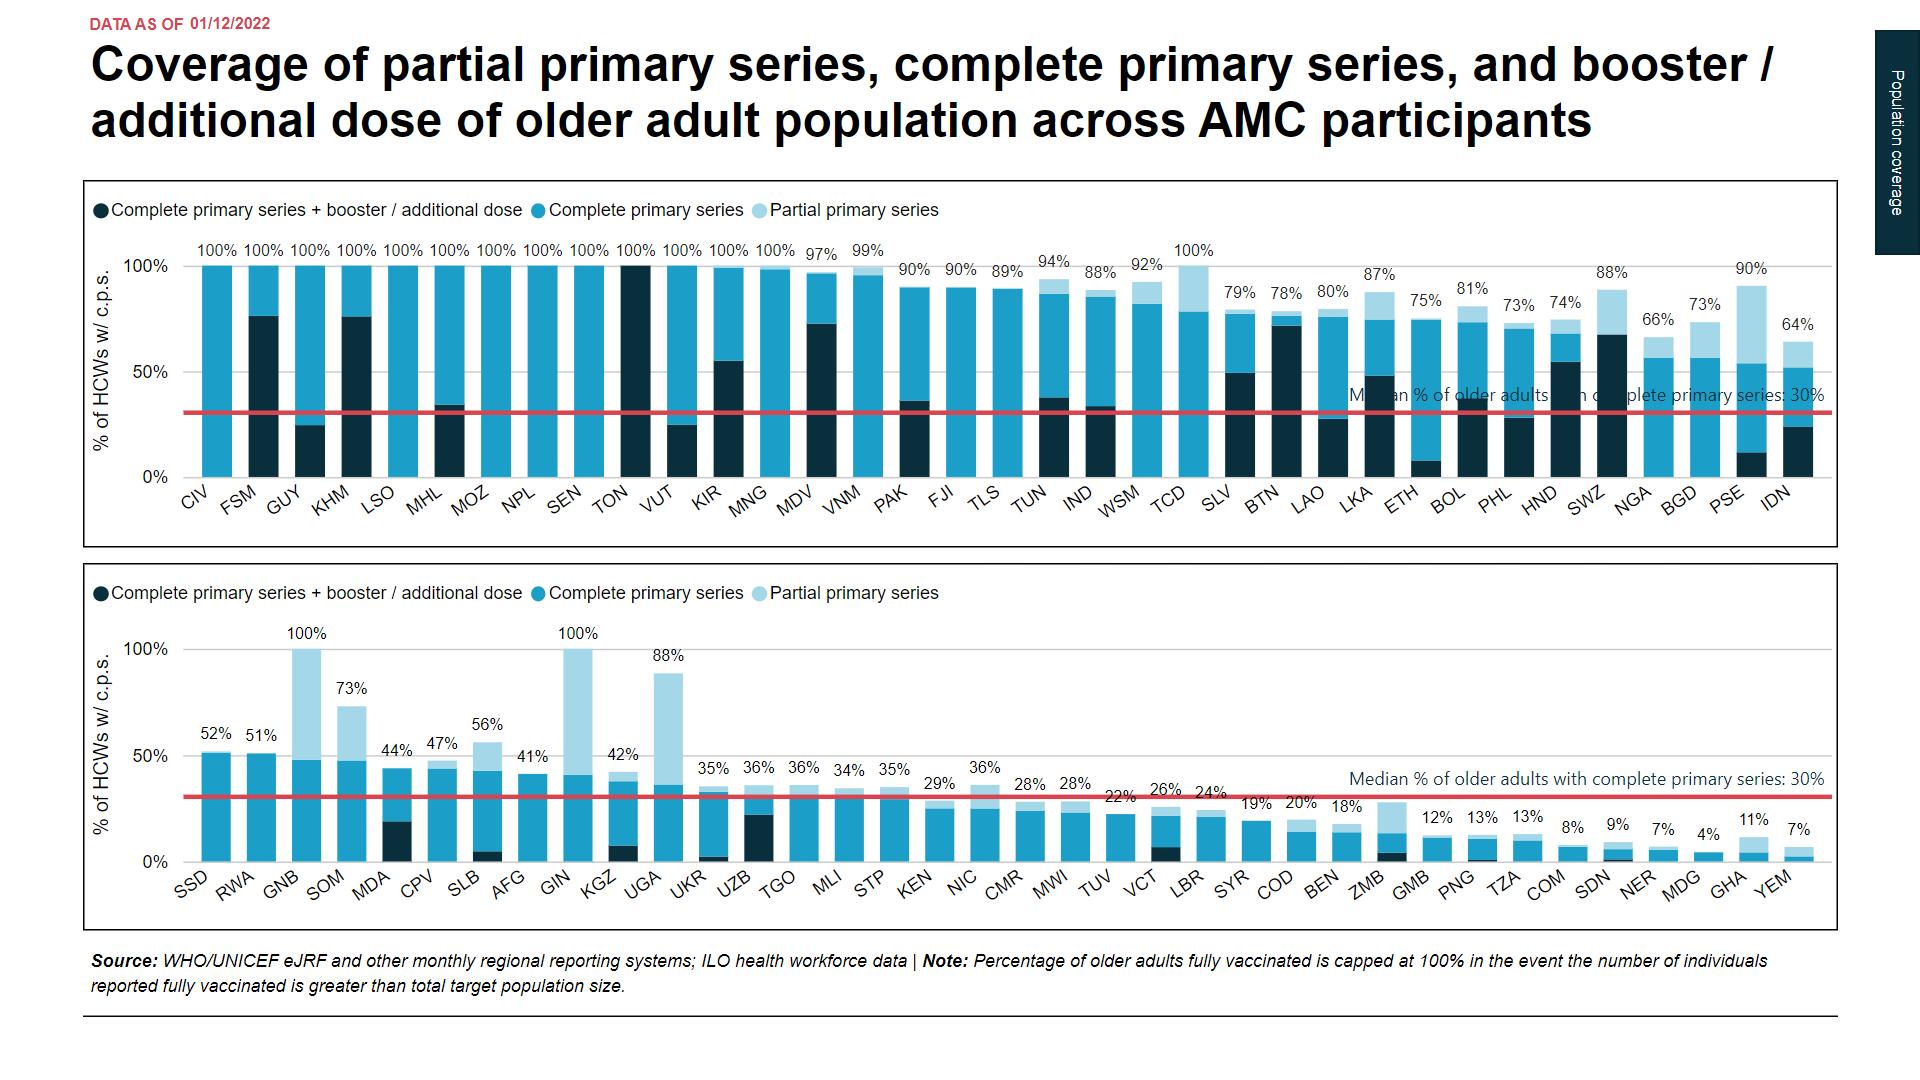 DATA AS OF 01/12/2022
Coverage of partial primary series, complete primary series, and booster /
additional dose of older adult population across AMC participants
Population coverage
Complete primary series + booster / additional dose Complete primary series Partial primary series
100% 100% 100% 100% 100% 100% 100% 100% 100% 100% 100% 100% 100% 97% 99% 90% 90% 89% 94% 88% 92% 100% 79% 78% 80% 87% 75% 81% 73% 74% 88% 66% 73% 90% 64%
100%
50%
0%
% of HCWs w/ c.p.s.
Median % of older adults with complete primary series: 30%
CIV FSM GUY KHM LSO MHL MOZ NPL SEN TON VUT KIR MNG MDV VNM PAK FJI TLS TUN IND WSM TCD SLV BTN LAO LKA ETH BOL PHL HND SWZ NGA BGD PSE IDN
Complete primary series + booster / additional dose Complete primary series Partial primary series
52% 51% 100% 73% 44% 47% 56% 41% 100% 42% 88% 35% 36% 36% 34% 35% 29% 36% 28% 28% 22% 26% 24% 19% 20% 18% 12% 13% 13% 8% 9% 7% 4% 11% 7%
100%
50%
0%
% of HCWs w/ c.p.s.
Median % of older adults with complete primary series: 30%
SSD RWA GNB SOM MDA CPV SLB AFG GIN KGZ UGA UKR UZB TGO MLI STP KEN NIC CMR MWI TUV VCT LBR SYR COD BEN ZMB GMB PNG TZA COM SDN NER MDG GHA YEM
Source: WHO/UNICEF eJRF and other monthly regional reporting systems; ILO health workforce data | Note: Percentage of older adults fully vaccinated is capped at 100% in the event the number of individuals
reported fully vaccinated is greater than total target population size.